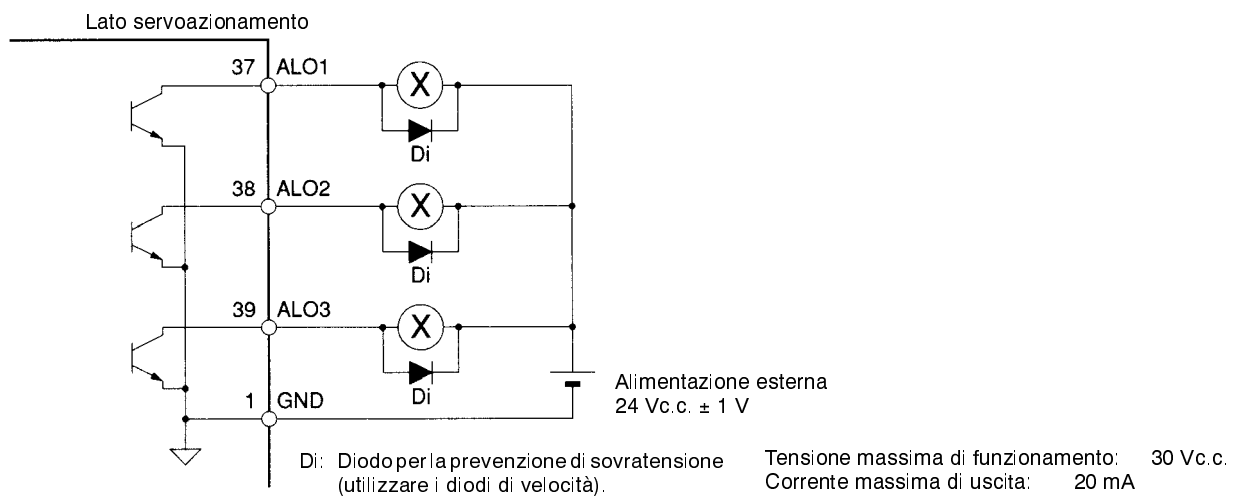 Lato servoazionamento
37 ALO1
X
Di
38 ALO2
X
Di
39 ALO3
X
Di
1 GND
Alimentazione esterna
24 Vc.c. ± 1 V
Di: Diodo per la prevenzione di sovratensione
(utilizzare i diodi di velocità).
Tensione massima di funzionamento: 30 Vc.c.
Corrente massima di uscita: 20 mA